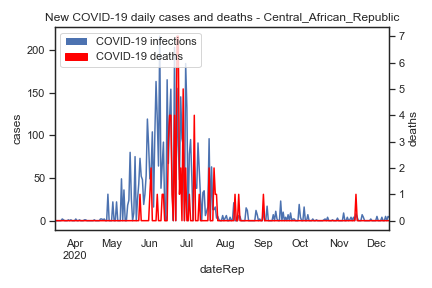 New COVID-19 daily cases and deaths - Central_African_Republic
COVID-19 infections
COVID-19 deaths
200
150
100
50
0
cases
7
6
5
4
3
2
1
0
deaths
Apr May Jun Jul Aug Sep Oct Nov Dec
2020
dateRep